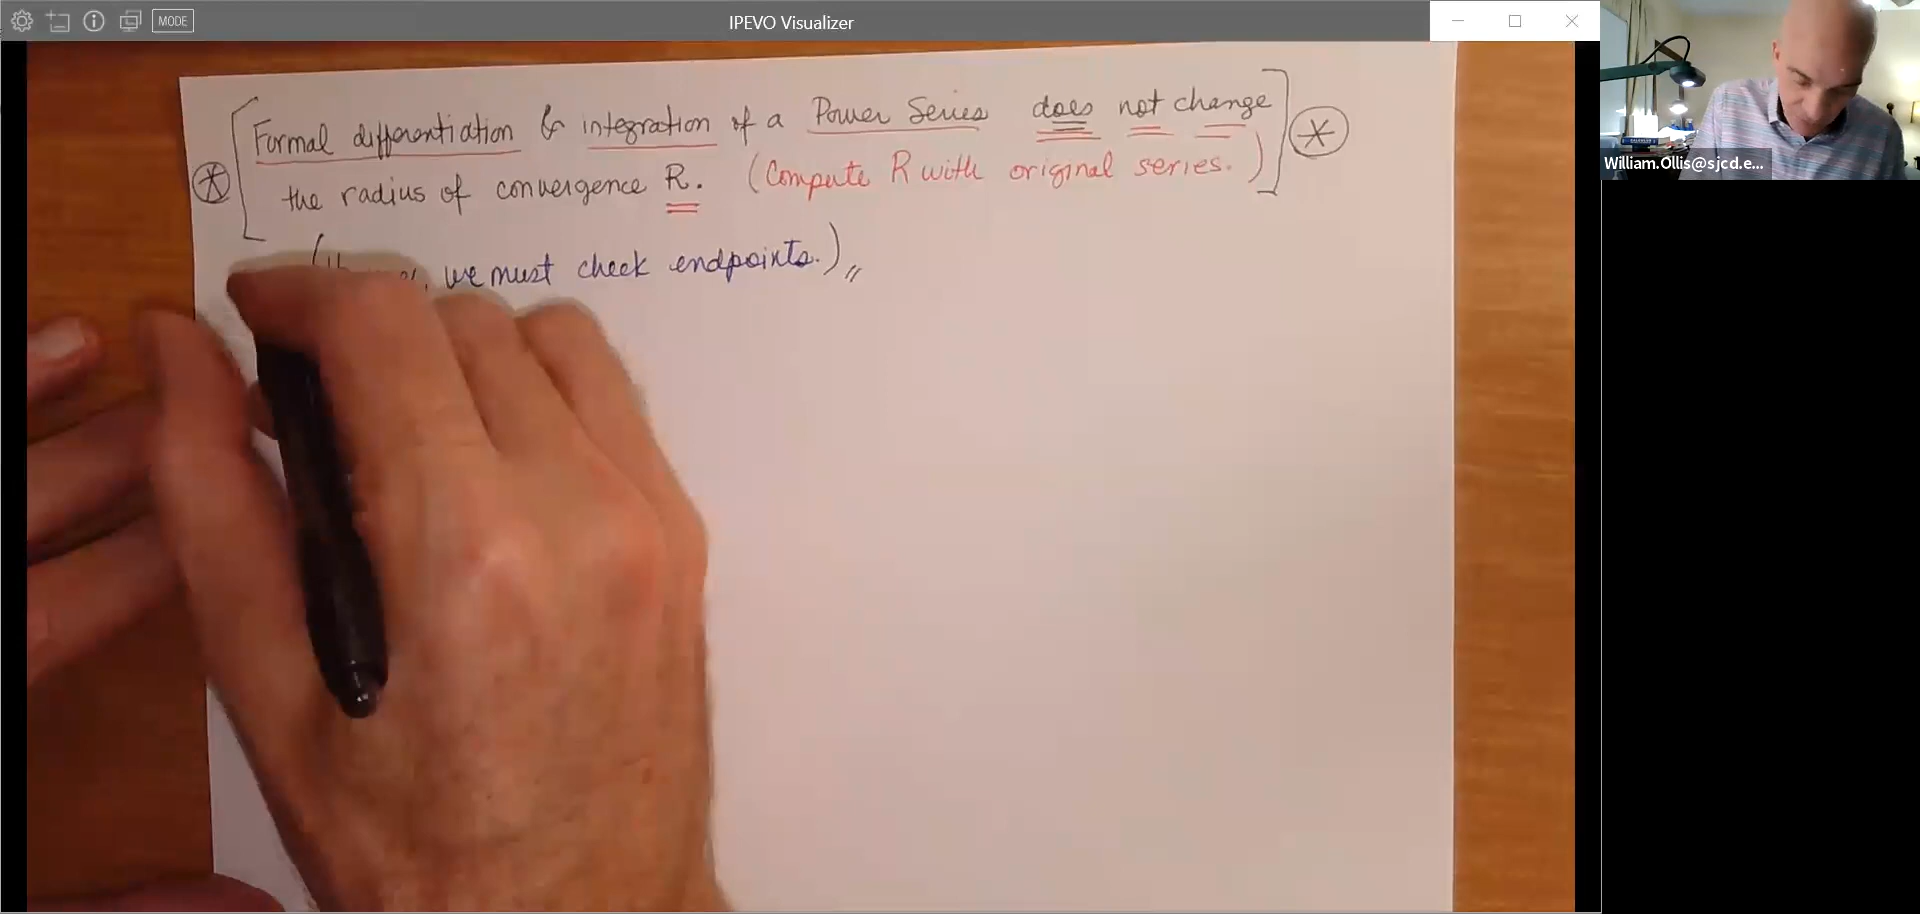 MODE
IPEVO Visualizer
Formal differentiation & integration of a Power Series does not change
the radius of convergence R. (Compute R with original series.)
we must check endpoints.)
William.Ollis@sjcd.e...